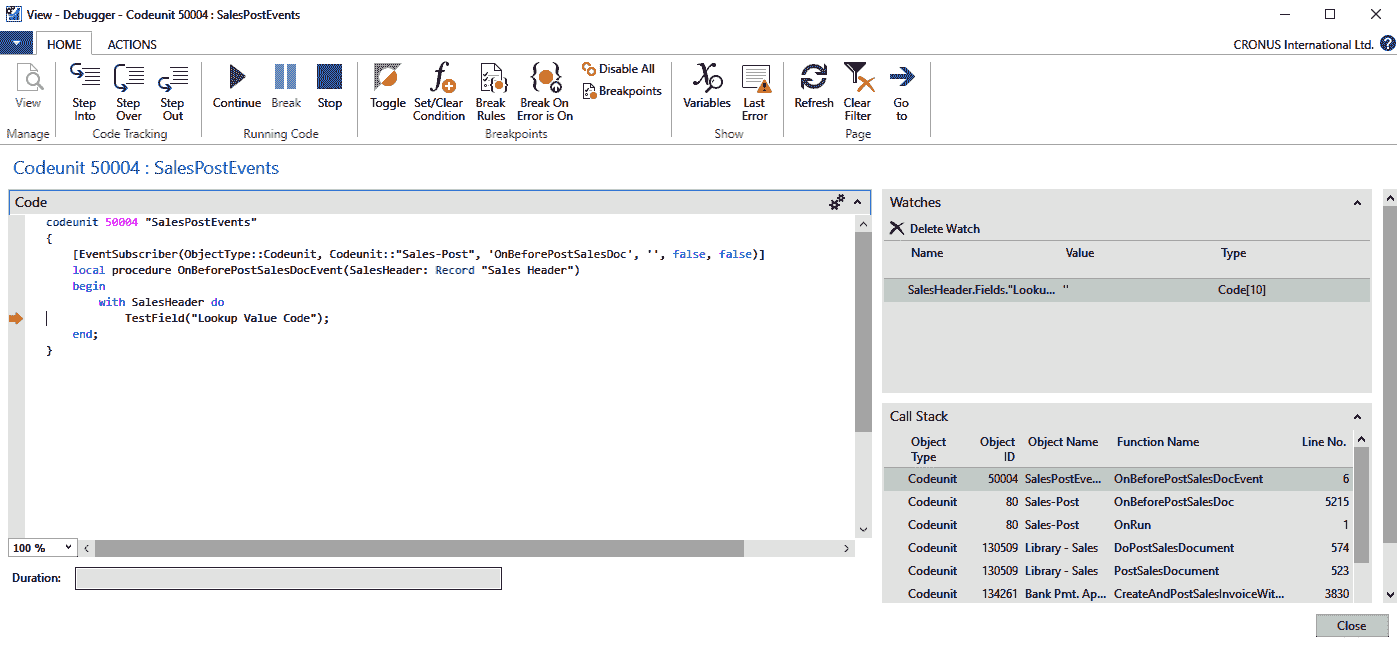 View - Debugger - Codeunit 50004 : SalesPostEvents
HOME ACTIONS CRONUS International Ltd. ?
View Step Into Step Over Step Out Continue Break Stop Toggle Set/Clear Condition Break Rules Break On Error is On Disable All Breakpoints Variables Last Error Refresh Clear Filter Go to
Manage Code Tracking Running Code Breakpoints Show Page
Codeunit 50004 : SalesPostEvents
Code
codeunit 50004 "SalesPostEvents"
{
[EventSubscriber(ObjectType::Codeunit, Codeunit::"Sales-Post", 'OnBeforePostSalesDoc', '', false, false)]
local procedure OnBeforePostSalesDocEvent(SalesHeader: Record "Sales Header")
begin
with SalesHeader do
TestField("Lookup Value Code");
end;
}
100 %
Duration:
Watches
Delete Watch
Name Value Type
SalesHeader.Fields."Looku... '' Code[10]
Call Stack
Object Type Object ID Object Name Function Name Line No.
Codeunit 50004 SalesPostEve... OnBeforePostSalesDocEvent 6
Codeunit 80 Sales-Post OnBeforePostSalesDoc 5215
Codeunit 80 Sales-Post OnRun 1
Codeunit 130509 Library - Sales DoPostSalesDocument 574
Codeunit 130509 Library - Sales PostSalesDocument 523
Codeunit 134261 Bank Pmt. Ap... CreateAndPostSalesInvoiceWit... 3830
Close